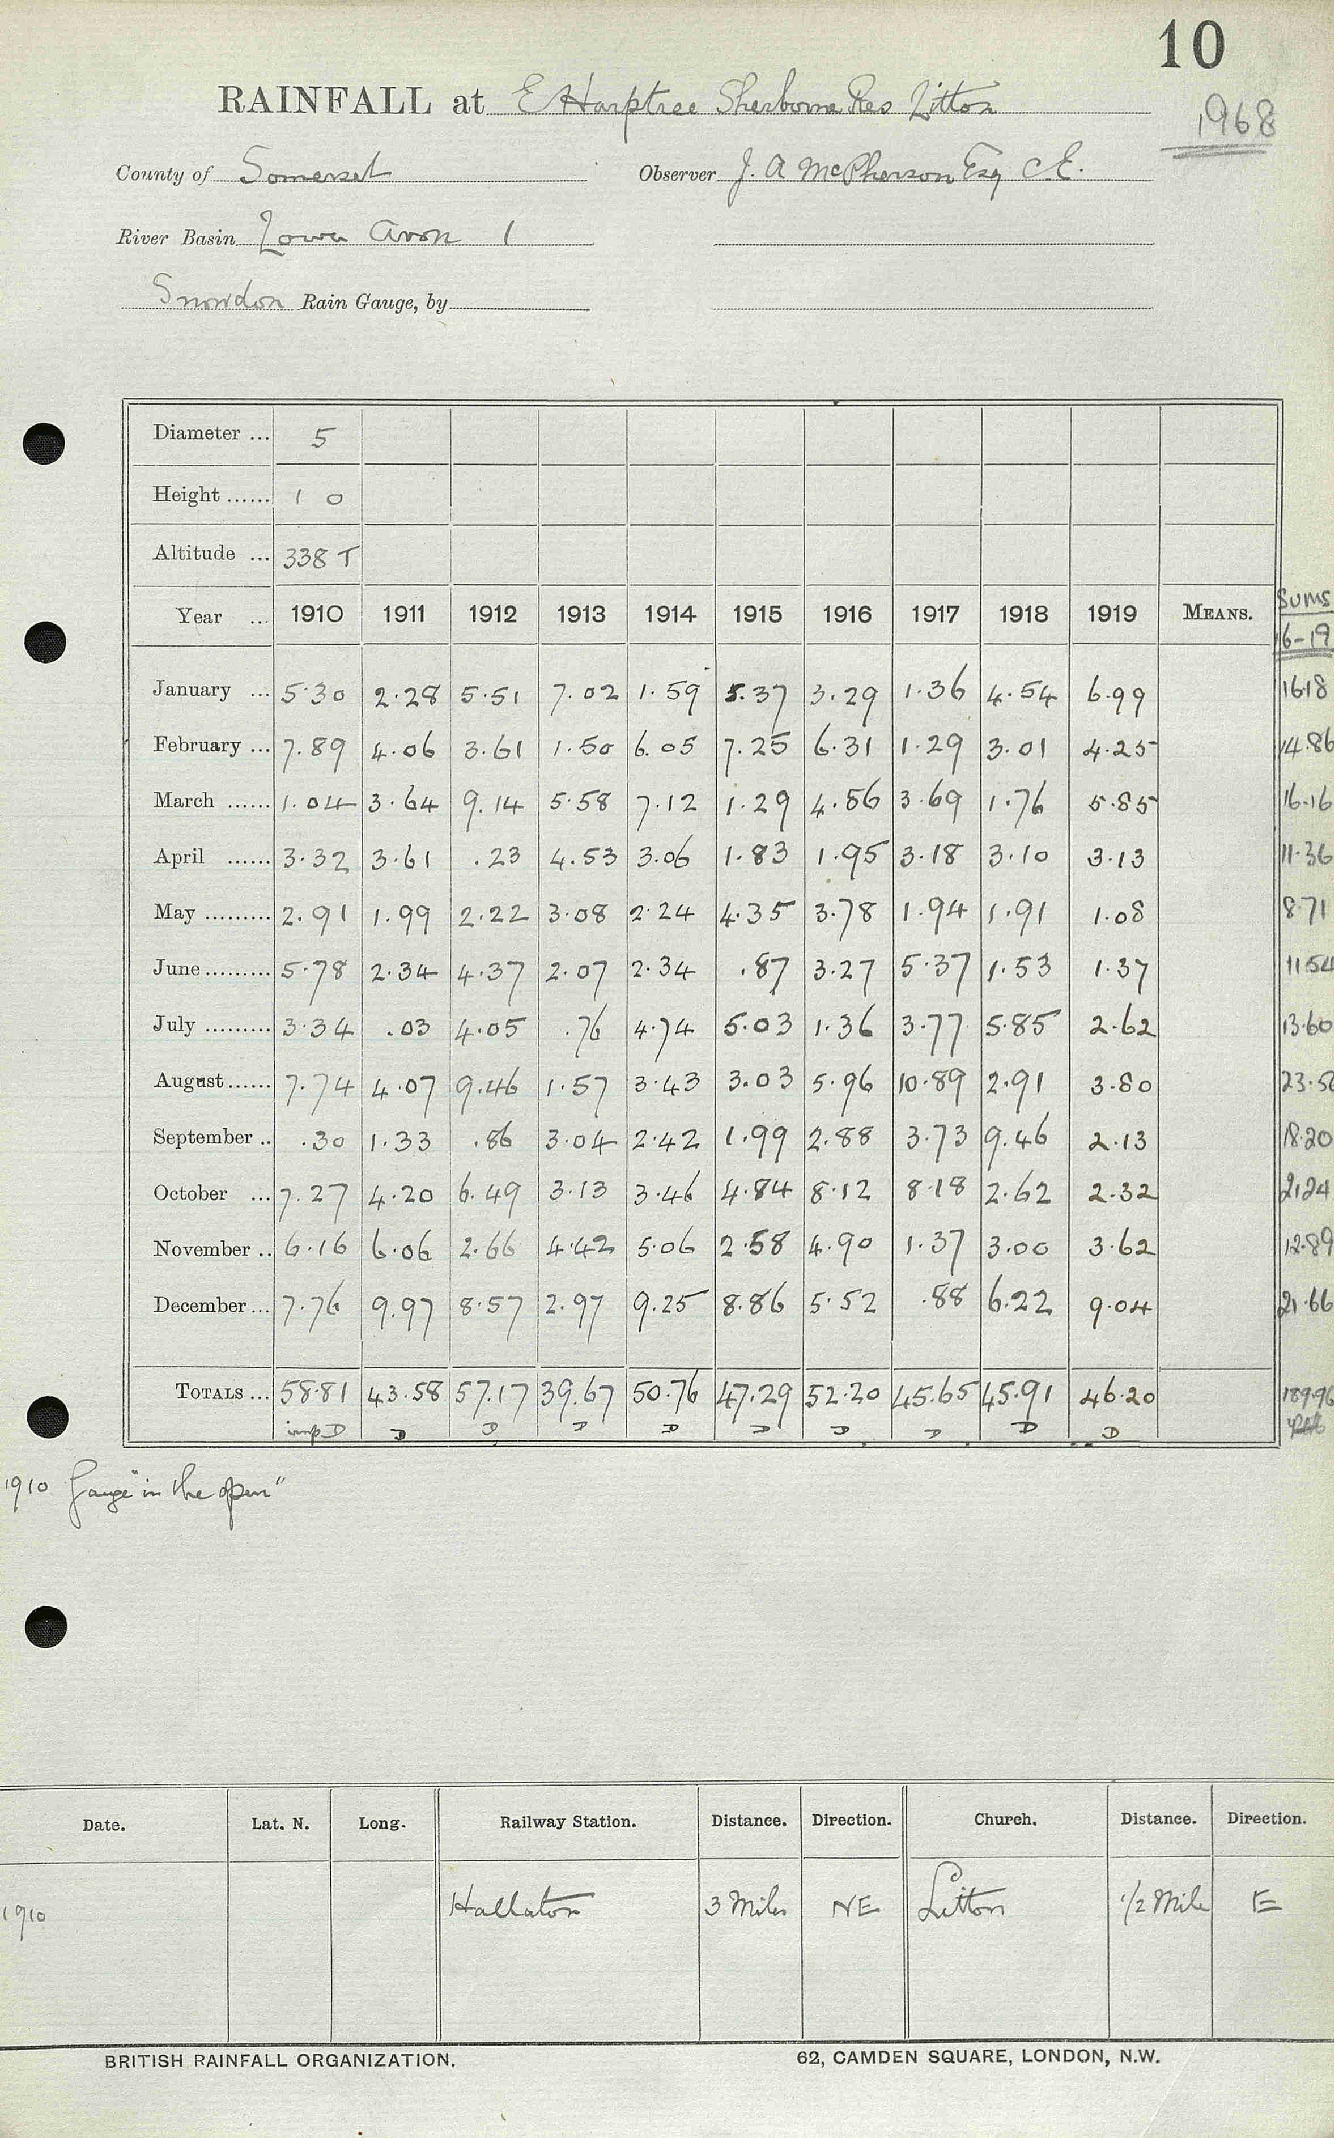 10
RAINFALL at E Harptree Sherborne Res Litton
1968
County of Somerset Observer J. A McPherson Esq C.E.
River Basin Lower Avon 1
Snowdon Rain Gauge, by
Diameter ... 5
Height ...... 1 0
Altitude ... 338 T
Year ... 1910 1911 1912 1913 1914 1915 1916 1917 1918 1919 MEANS. Sums 16-19
January ... 5.30 2.28 5.51 7.02 1.59 5.37 3.29 1.36 4.54 6.99 16.18
February ... 7.89 4.06 3.61 1.50 6.05 7.25 6.31 1.29 3.01 4.25 14.86
March ...... 1.04 3.64 9.14 5.58 7.12 1.29 4.86 3.69 1.76 5.85 16.16
April ...... 3.32 3.61 .23 4.53 3.06 1.83 1.95 3.18 3.10 3.13 11.36
May ......... 2.91 1.99 2.22 3.08 2.24 4.35 3.78 1.94 1.91 1.08 8.71
June ......... 5.78 2.34 4.37 2.07 2.34 .87 3.27 5.37 1.53 1.37 11.54
July ......... 3.34 .03 4.05 .76 4.74 5.03 1.36 3.77 5.85 2.62 13.60
August ...... 7.74 4.07 9.46 1.57 3.43 3.03 5.96 10.89 2.91 3.80 23.56
September .. .30 1.33 .86 3.04 2.42 1.99 2.88 3.73 9.46 2.13 18.20
October ... 7.27 4.20 6.49 3.13 3.46 4.84 8.12 8.18 2.62 2.32 21.24
November .. 6.16 6.06 2.66 4.42 5.06 2.58 4.90 1.37 3.00 3.62 12.89
December ... 7.76 9.97 8.57 2.97 9.25 8.86 5.52 .88 6.22 9.04 21.66
TOTALS ... 58.81 43.58 57.17 39.67 50.76 47.29 52.20 45.65 45.91 46.20 189.96
imp D D D D D D D D D D
1910 Gauge "in the open"
Date. Lat. N. Long. Railway Station. Distance. Direction. Church. Distance. Direction.
1910 Hallaton 3 Miles NE Litton 1/2 Mile E
BRITISH RAINFALL ORGANIZATION. 62, CAMDEN SQUARE, LONDON, N.W.